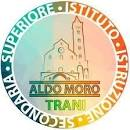 ISTITUTO · ISTRUZIONE · SECONDARIA · SUPERIORE ·
ALDO MORO
TRANI